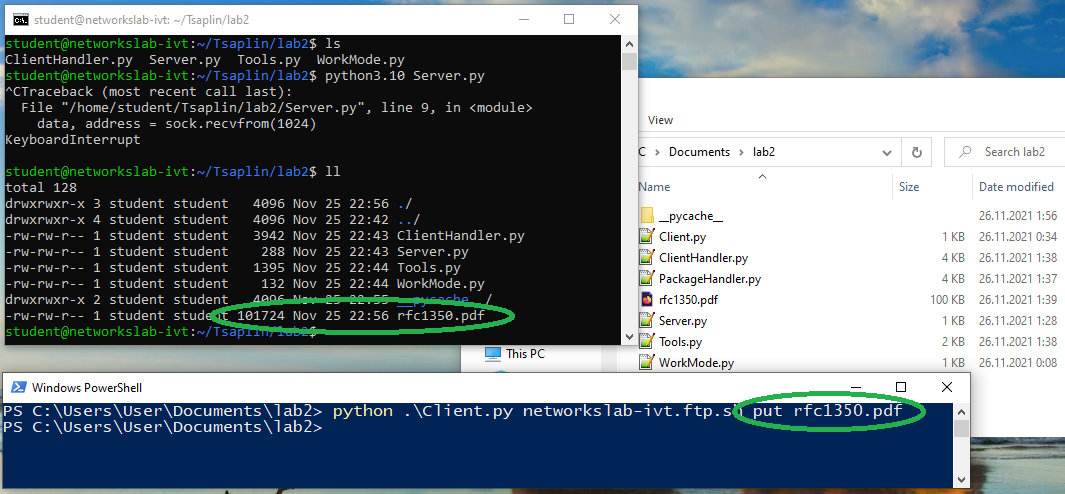 student@networkslab-ivt: ~/Tsaplin/lab2
student@networkslab-ivt:~/Tsaplin/lab2$ ls
ClientHandler.py  Server.py  Tools.py  WorkMode.py
student@networkslab-ivt:~/Tsaplin/lab2$ python3.10 Server.py
^CTraceback (most recent call last):
  File "/home/student/Tsaplin/lab2/Server.py", line 9, in <module>
    data, address = sock.recvfrom(1024)
KeyboardInterrupt
student@networkslab-ivt:~/Tsaplin/lab2$ ll
total 128
drwxrwxr-x 3 student student   4096 Nov 25 22:56 ./
drwxrwxr-x 4 student student   4096 Nov 25 22:42 ../
-rw-rw-r-- 1 student student   3942 Nov 25 22:43 ClientHandler.py
-rw-rw-r-- 1 student student    288 Nov 25 22:43 Server.py
-rw-rw-r-- 1 student student   1395 Nov 25 22:44 Tools.py
-rw-rw-r-- 1 student student    132 Nov 25 22:44 WorkMode.py
drwxrwxr-x 2 student student   4096 Nov 25 22:55 __pycache__/
-rw-rw-r-- 1 student student 101724 Nov 25 22:56 rfc1350.pdf
student@networkslab-ivt:~/Tsaplin/lab2$
View
C > Documents > lab2
Search lab2
Name Size Date modified
__pycache__ 26.11.2021 1:56
Client.py 1 KB 26.11.2021 0:34
ClientHandler.py 4 KB 26.11.2021 1:38
PackageHandler.py 4 KB 26.11.2021 1:37
rfc1350.pdf 100 KB 26.11.2021 1:39
Server.py 1 KB 26.11.2021 1:28
Tools.py 2 KB 26.11.2021 1:38
WorkMode.py 1 KB 26.11.2021 0:08
This PC
Windows PowerShell
PS C:\Users\User\Documents\lab2> python .\Client.py put rfc1350.pdf
PS C:\Users\User\Documents\lab2>